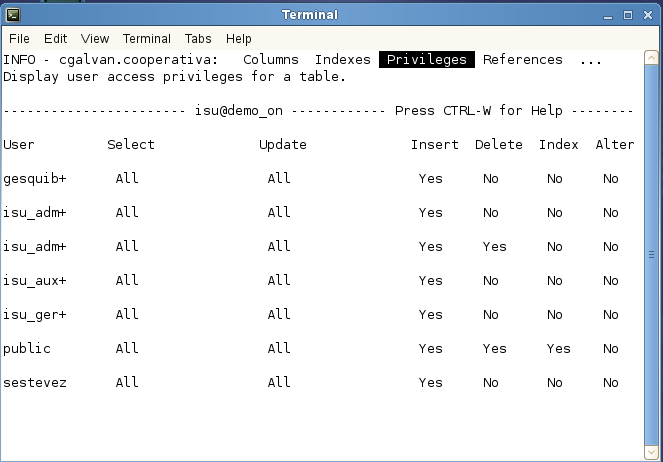 Terminal
File Edit View Terminal Tabs Help
INFO - cgalvan.cooperativa: Columns Indexes Privileges References ...
Display user access privileges for a table.
----------------------- isu@demo_on ------------ Press CTRL-W for Help --------
User Select Update Insert Delete Index Alter
gesquib+ All All Yes No No No
isu_adm+ All All Yes No No No
isu_adm+ All All Yes Yes No No
isu_aux+ All All Yes No No No
isu_ger+ All All Yes No No No
public All All Yes Yes Yes No
sestevez All All Yes No No No